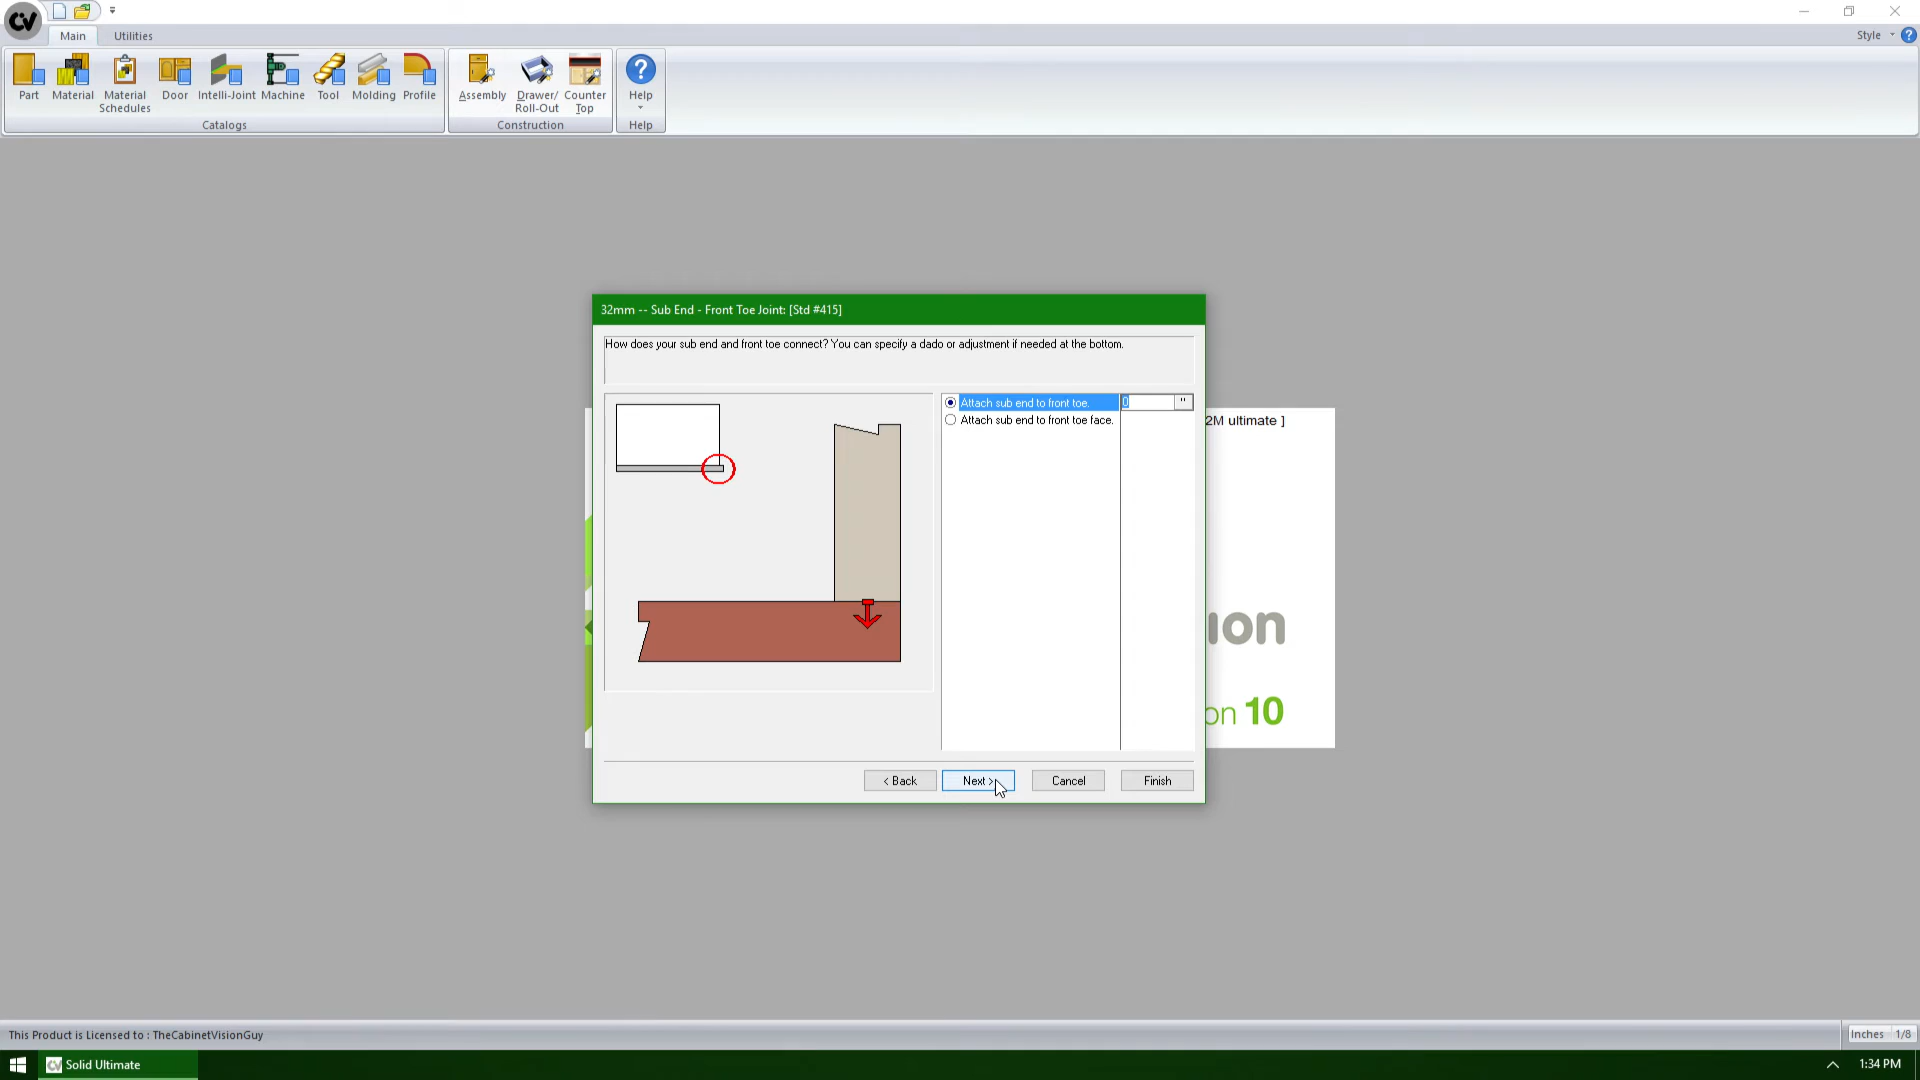 CV
Main
Utilities
Style
?
Part
Material
Material
Schedules
Door
Intelli-Joint
Machine
Tool
Molding
Profile
Catalogs
Assembly
Drawer/
Roll-Out
Counter
Top
Construction
?
Help
Help
32mm -- Sub End - Front Toe Joint: [Std #415]
How does your sub end and front toe connect? You can specify a dado or adjustment if needed at the bottom.
Attach sub end to front toe.
0
"
Attach sub end to front toe face.
2M ultimate ]
ion
on 10
< Back
Next >
Cancel
Finish
This Product is Licensed to : TheCabinetVisionGuy
Inches
1/8
CV Solid Ultimate
1:34 PM